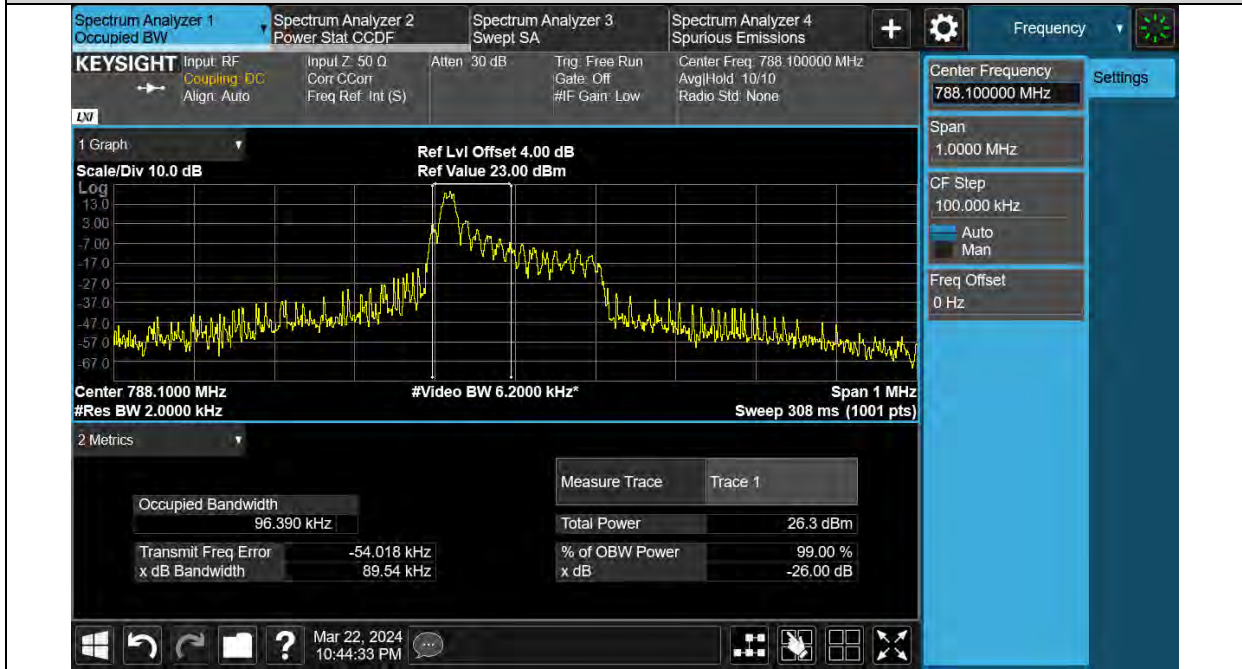 Spectrum Analyzer 1
Occupied BW
Spectrum Analyzer 2
Power Stat CCDF
Spectrum Analyzer 3
Swept SA
Spectrum Analyzer 4
Spurious Emissions
+
Frequency
KEYSIGHT
Input: RF
Coupling: DC
Align: Auto
Input Z: 50 Ω
Corr CCorr
Freq Ref: Int (S)
Atten: 30 dB
Trig: Free Run
Gate: Off
#IF Gain: Low
Center Freq: 788.100000 MHz
Avg|Hold: 10/10
Radio Std: None
LXI
Center Frequency
788.100000 MHz
Settings
Span
1.0000 MHz
CF Step
100.000 kHz
Auto
Man
Freq Offset
0 Hz
1 Graph
Scale/Div 10.0 dB
Ref Lvl Offset 4.00 dB
Ref Value 23.00 dBm
Log
13.0
3.00
-7.00
-17.0
-27.0
-37.0
-47.0
-57.0
-67.0
Center 788.1000 MHz
#Res BW 2.0000 kHz
#Video BW 6.2000 kHz*
Span 1 MHz
Sweep 308 ms (1001 pts)
2 Metrics
Measure Trace
Trace 1
Occupied Bandwidth
96.390 kHz
Total Power
26.3 dBm
Transmit Freq Error
-54.018 kHz
% of OBW Power
99.00 %
x dB Bandwidth
89.54 kHz
x dB
-26.00 dB
?
Mar 22, 2024
10:44:33 PM